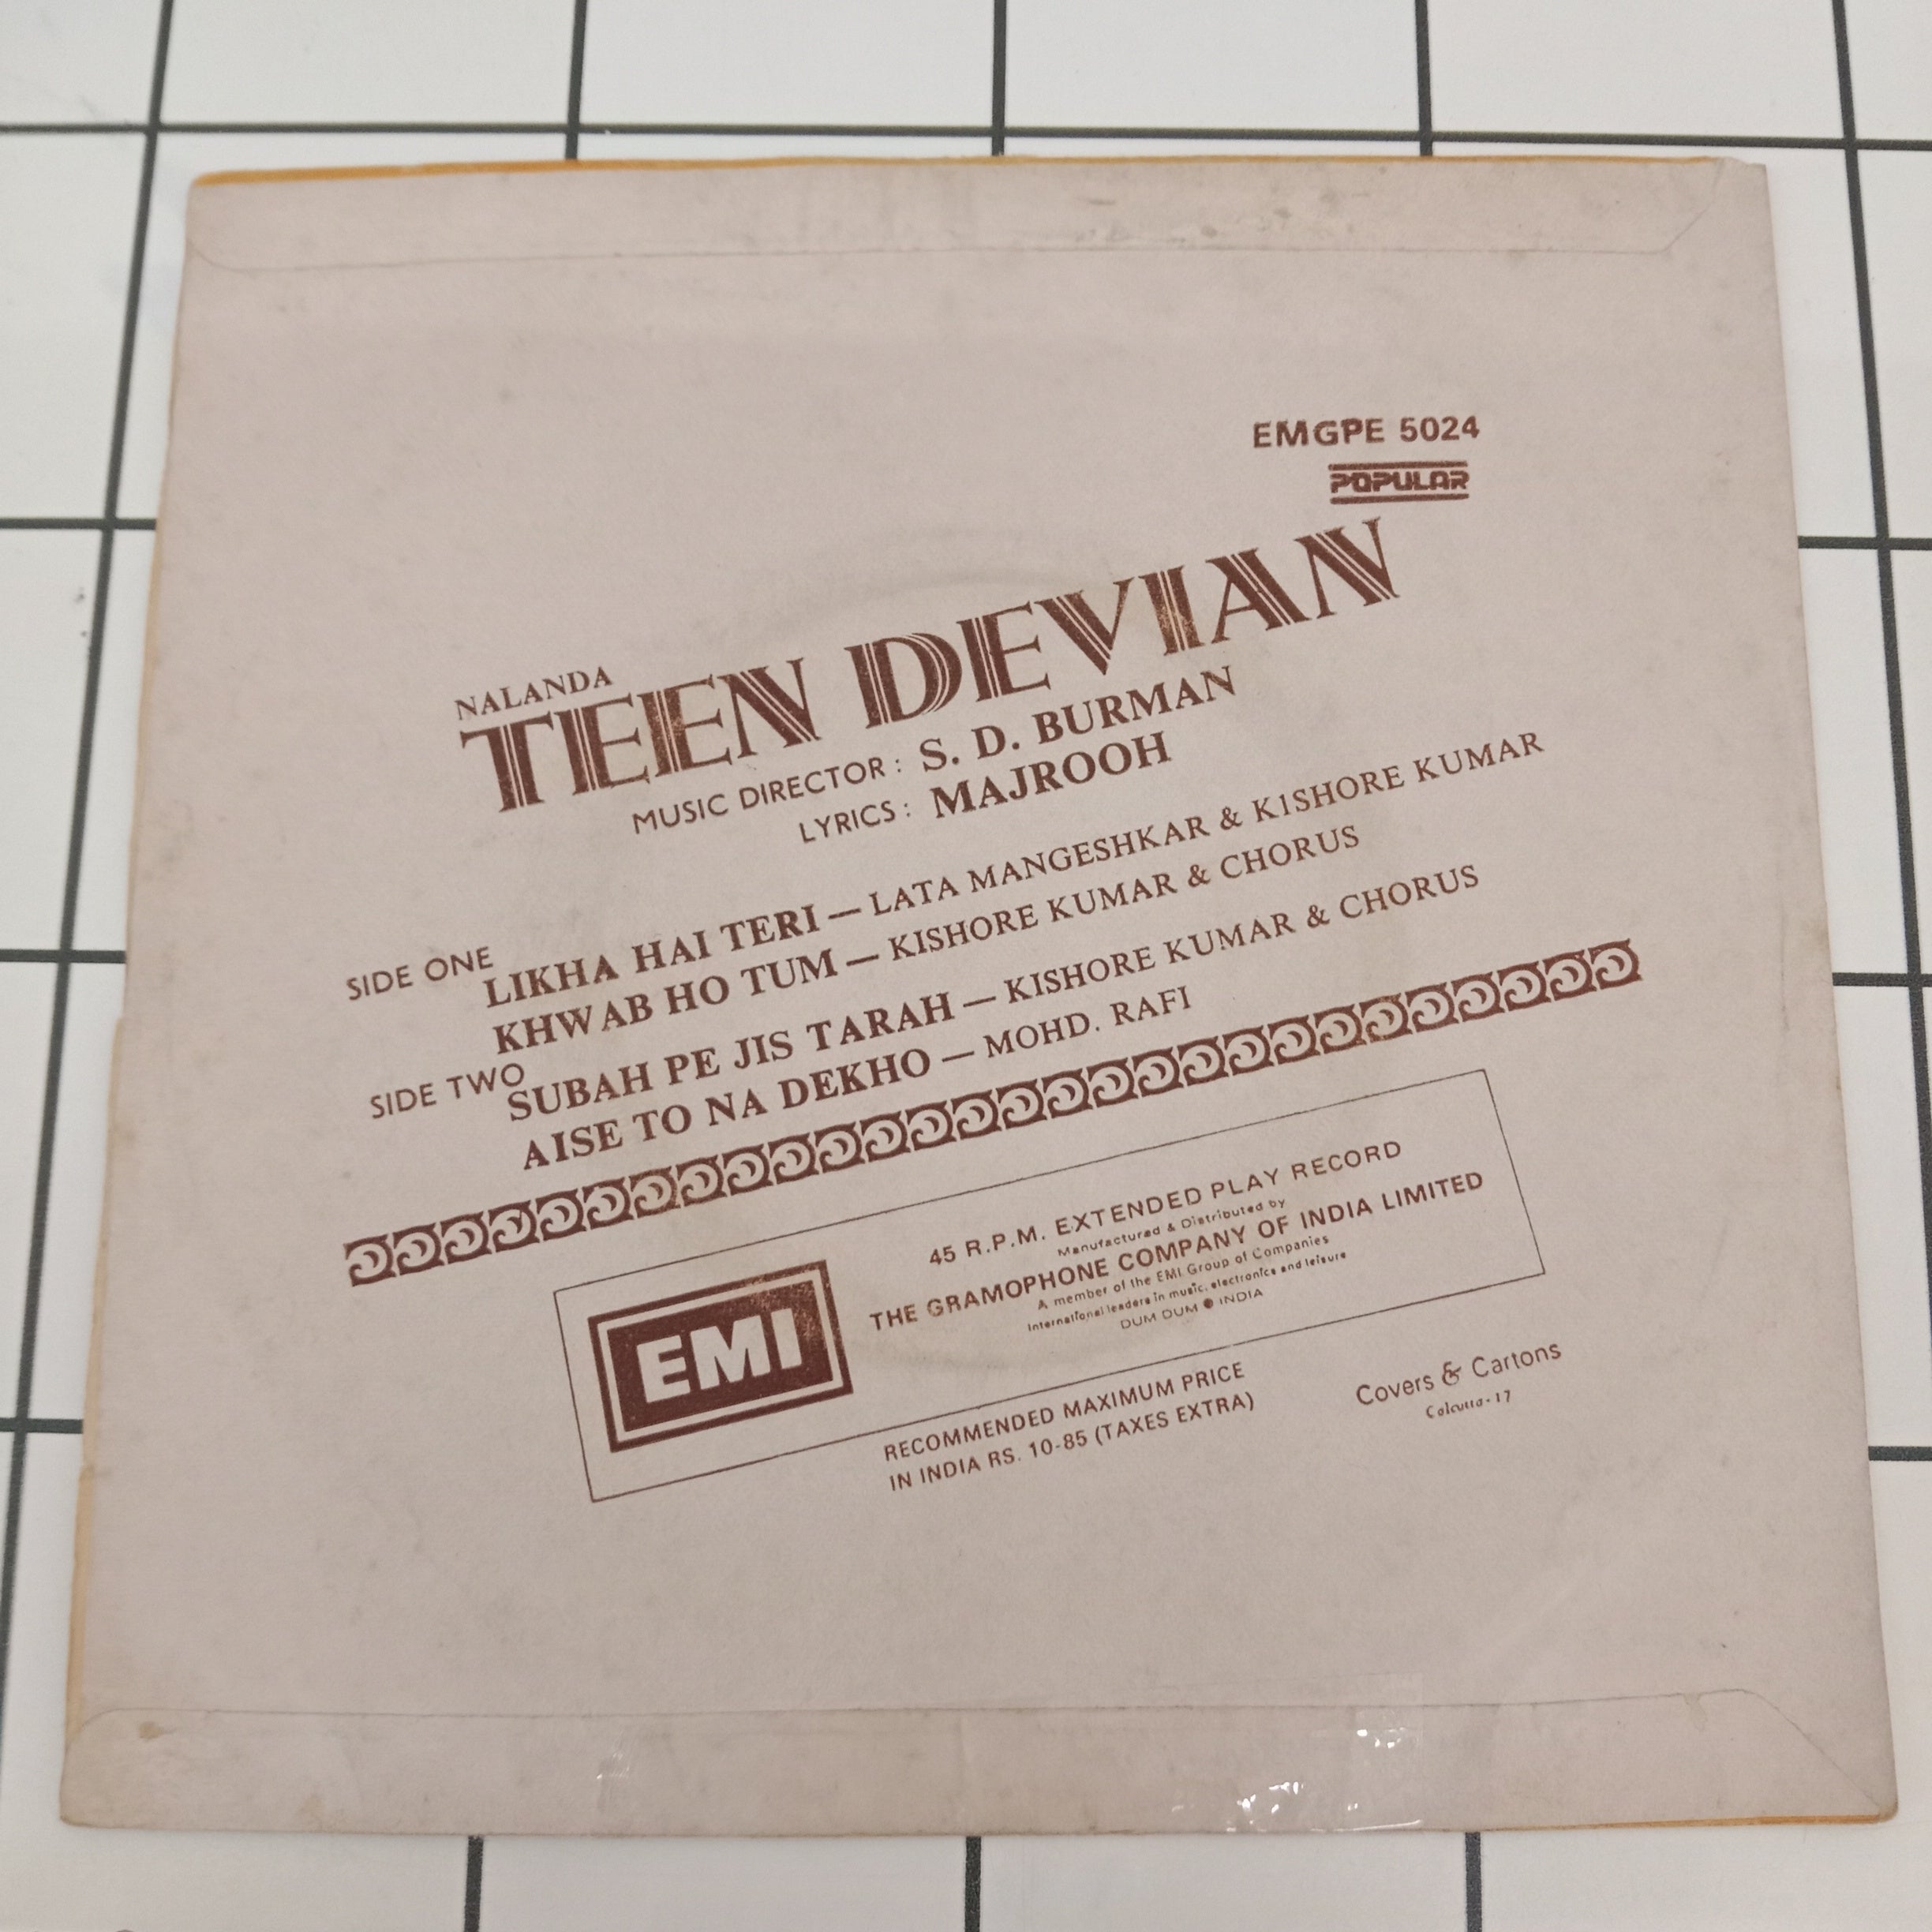 EMGPE 5024
POPULAR
NALANDA
TEEN DEVIAN
MUSIC DIRECTOR : S. D. BURMAN
LYRICS : MAJROOH
SIDE ONE
LIKHA HAI TERI — LATA MANGESHKAR & K1SHORE KUMAR
KHWAB HO TUM — KISHORE KUMAR & CHORUS
SIDE TWO
SUBAH PE JIS TARAH — KISHORE KUMAR & CHORUS
AISE TO NA DEKHO — MOHD. RAFI
EMI
45 R.P.M. EXTENDED PLAY RECORD
Manufactured & Distributed by
THE GRAMOPHONE COMPANY OF INDIA LIMITED
A member of the EMI Group of Companies
International leaders in music, electronics and leisure
DUM DUM ● INDIA
RECOMMENDED MAXIMUM PRICE
IN INDIA RS. 10-85 (TAXES EXTRA)
Covers & Cartons
Calcutta-17